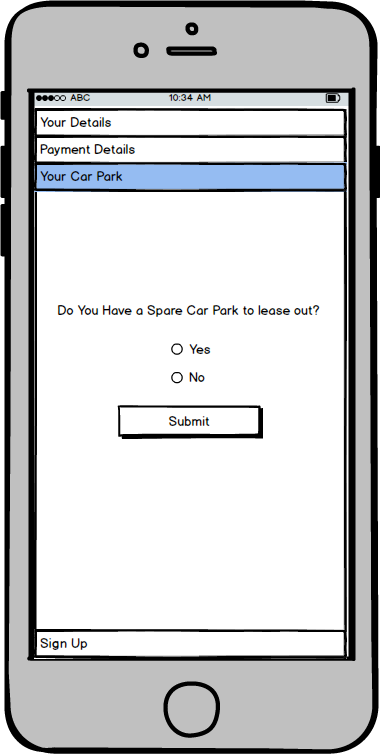 ABC 10:34 AM
Your Details
Payment Details
Your Car Park
Do You Have a Spare Car Park to lease out?
Yes
No
Submit
Sign Up